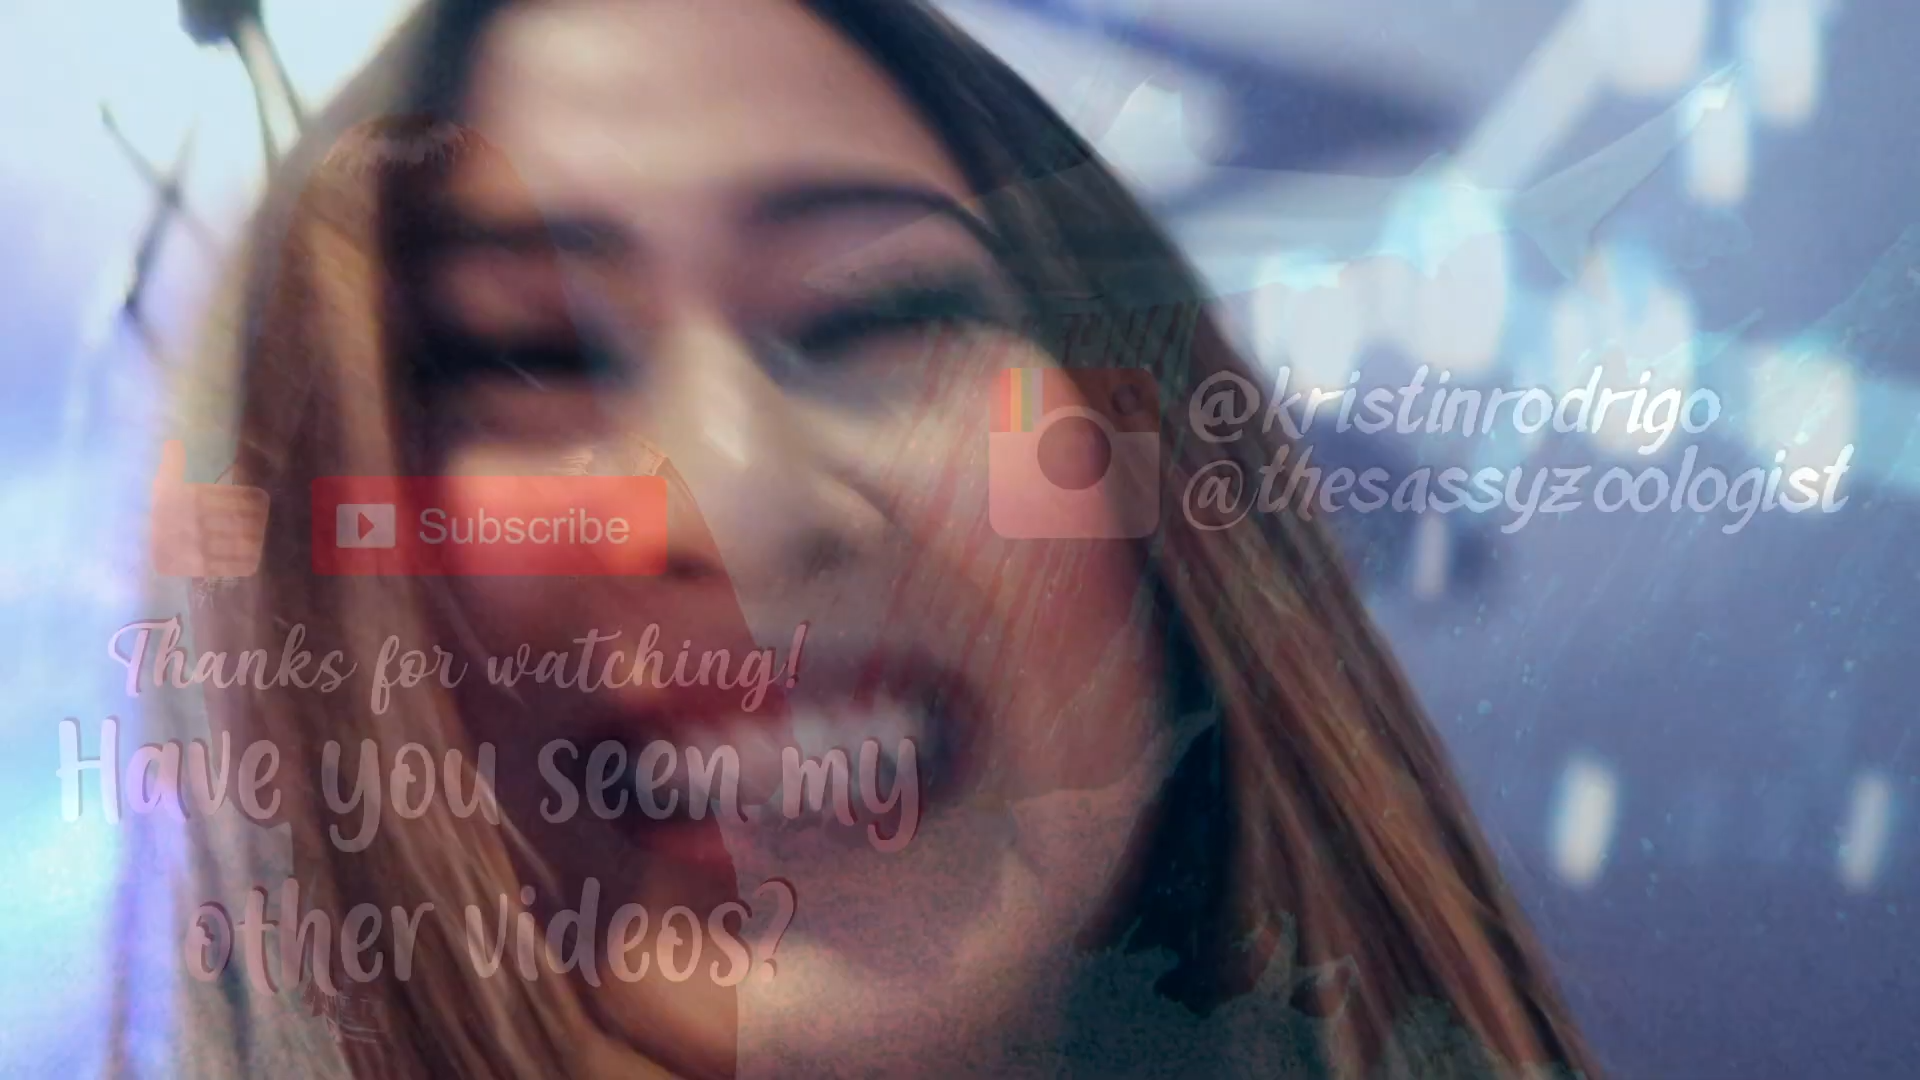 @kristinrodrigo
@thesassyzoologist
Subscribe
Thanks for watching!
Have you seen my
other videos?